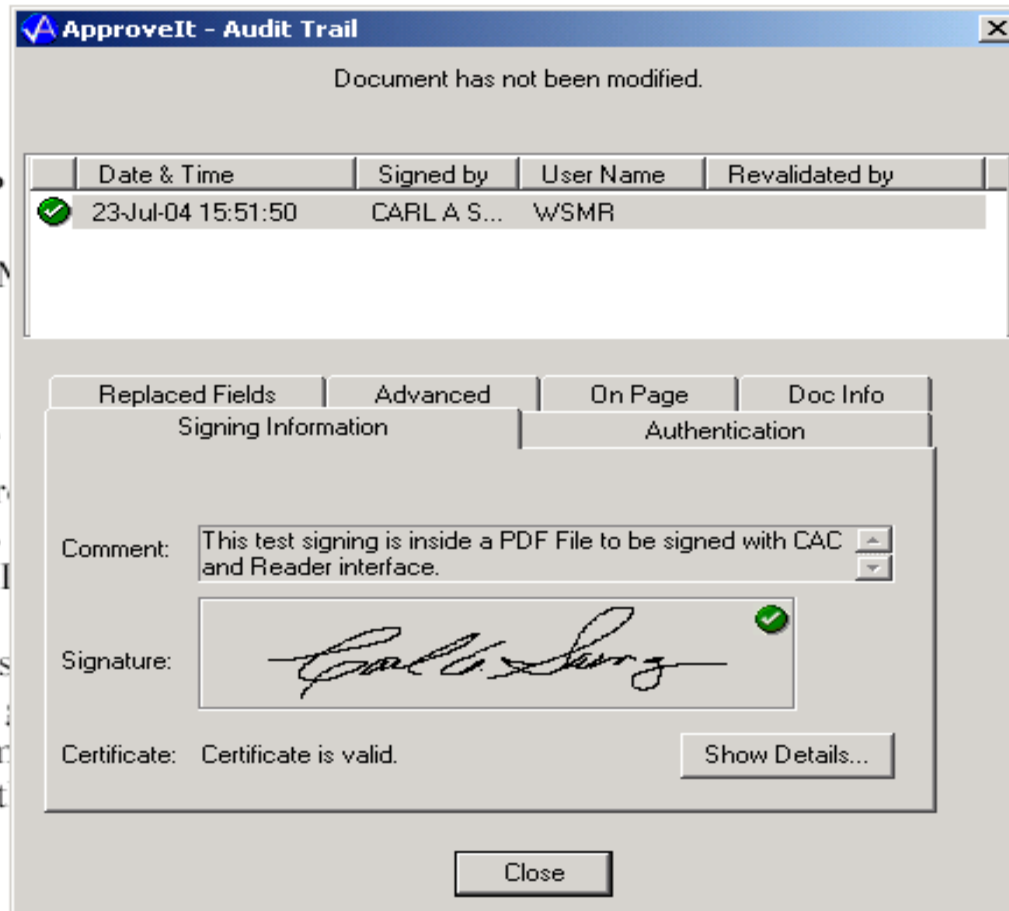 ApproveIt - Audit Trail
Document has not been modified.
Date & Time Signed by User Name Revalidated by
23-Jul-04 15:51:50 CARL A S... WSMR
Replaced Fields Advanced On Page Doc Info
Signing Information Authentication
Comment: This test signing is inside a PDF File to be signed with CAC
and Reader interface.
Signature: Carl A.
Certificate: Certificate is valid. Show Details...
Close